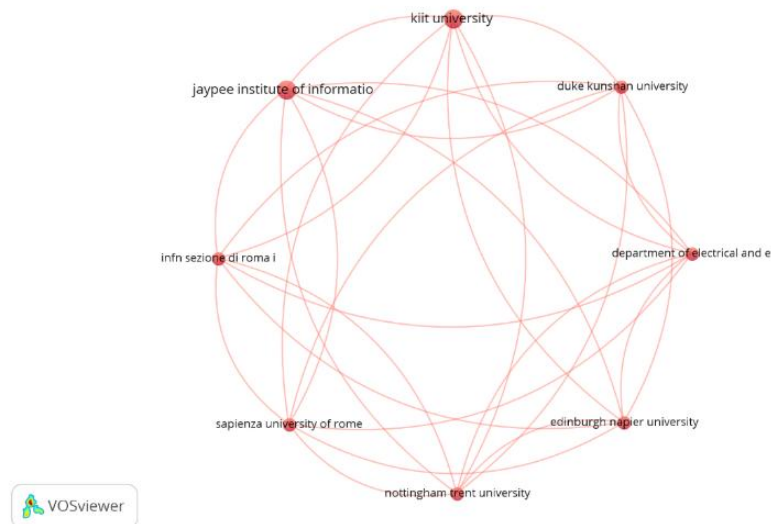 kiit university
duke kunsnan university
jaypee institute of informatio
infn sezione di roma i
department of electrical and e
sapienza university of rome
edinburgh napier university
nottingham trent university
VOSviewer